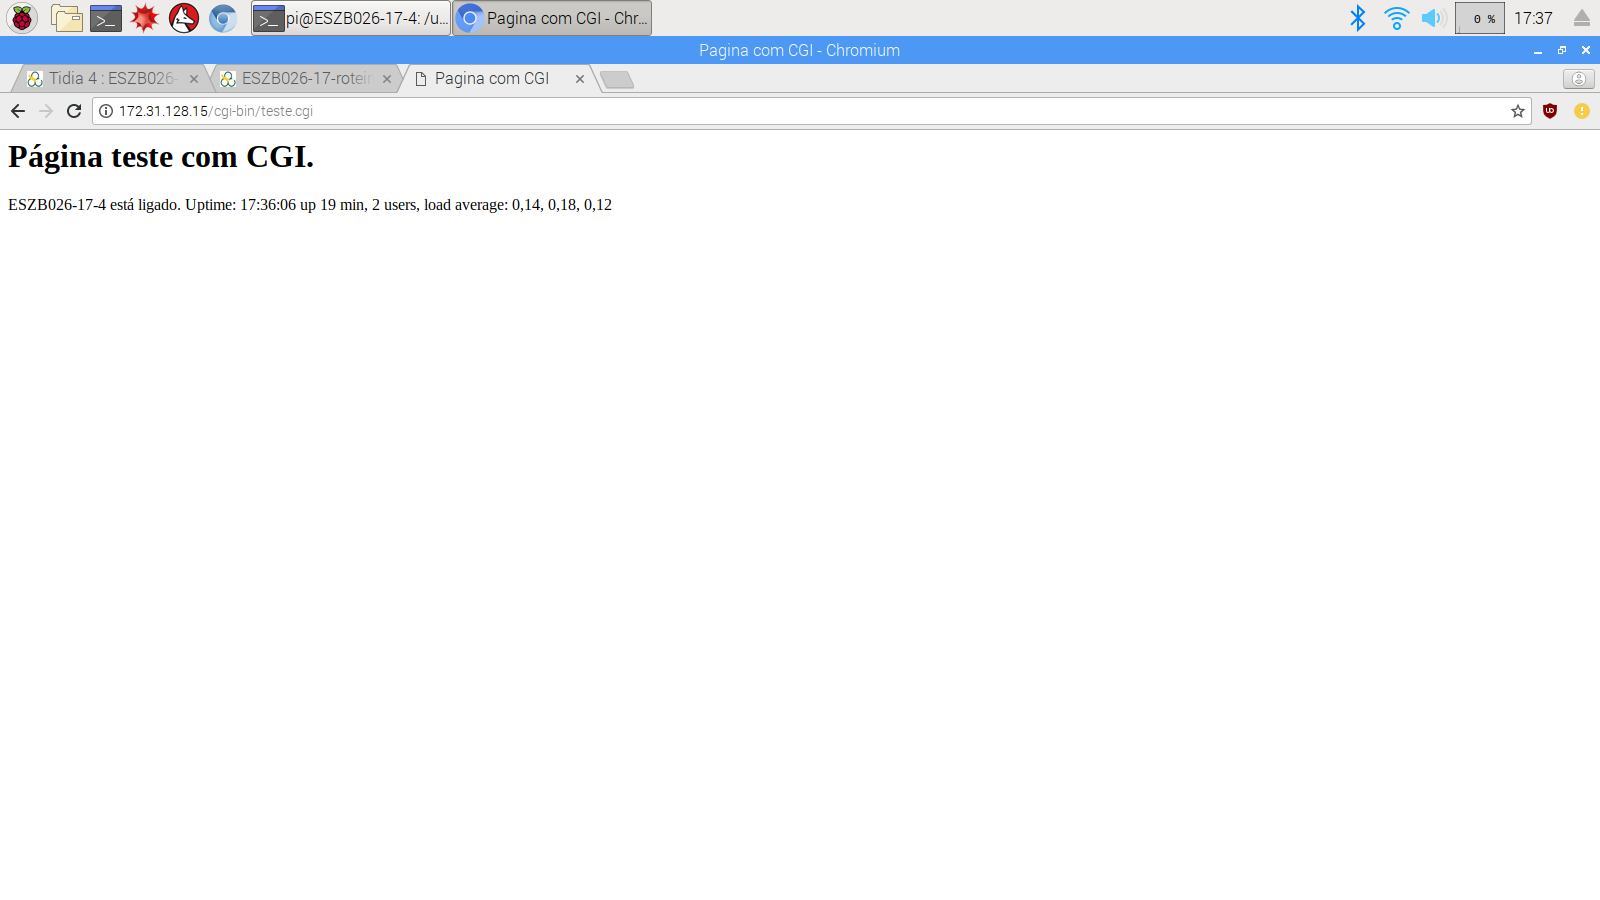 pi@ESZB026-17-4: /u... Pagina com CGI - Chr... 0 % 17:37
Pagina com CGI - Chromium
Tidia 4 : ESZB026- ESZB026-17-roteir Pagina com CGI
172.31.128.15/cgi-bin/teste.cgi
Página teste com CGI.
ESZB026-17-4 está ligado. Uptime: 17:36:06 up 19 min, 2 users, load average: 0,14, 0,18, 0,12